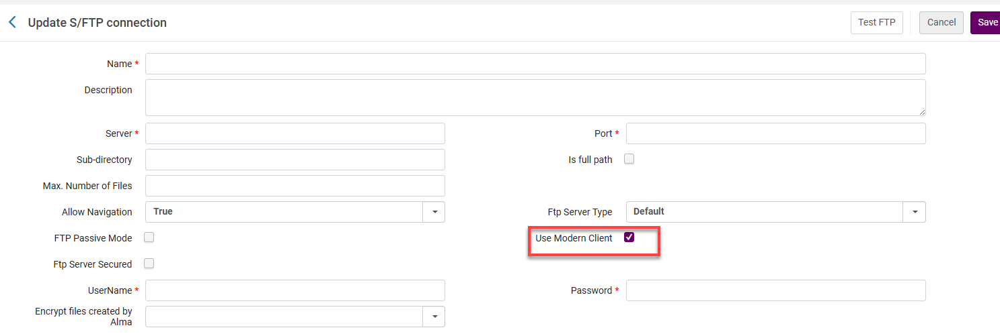 Update S/FTP connection
Test FTP
Cancel
Save
Name *
Description
Server *
Port *
Sub-directory
Is full path
Max. Number of Files
Allow Navigation
True
Ftp Server Type
Default
FTP Passive Mode
Use Modern Client
Ftp Server Secured
UserName *
Password *
Encrypt files created by
Alma